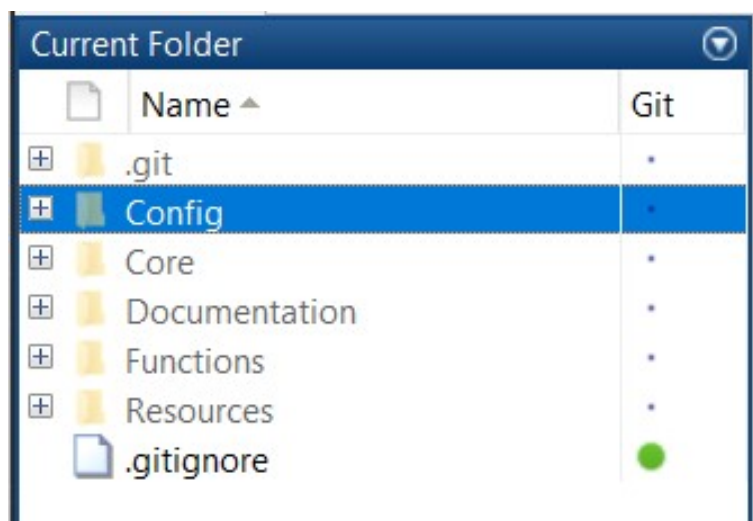 Current Folder
Name Git
.git
Config
Core
Documentation
Functions
Resources
.gitignore